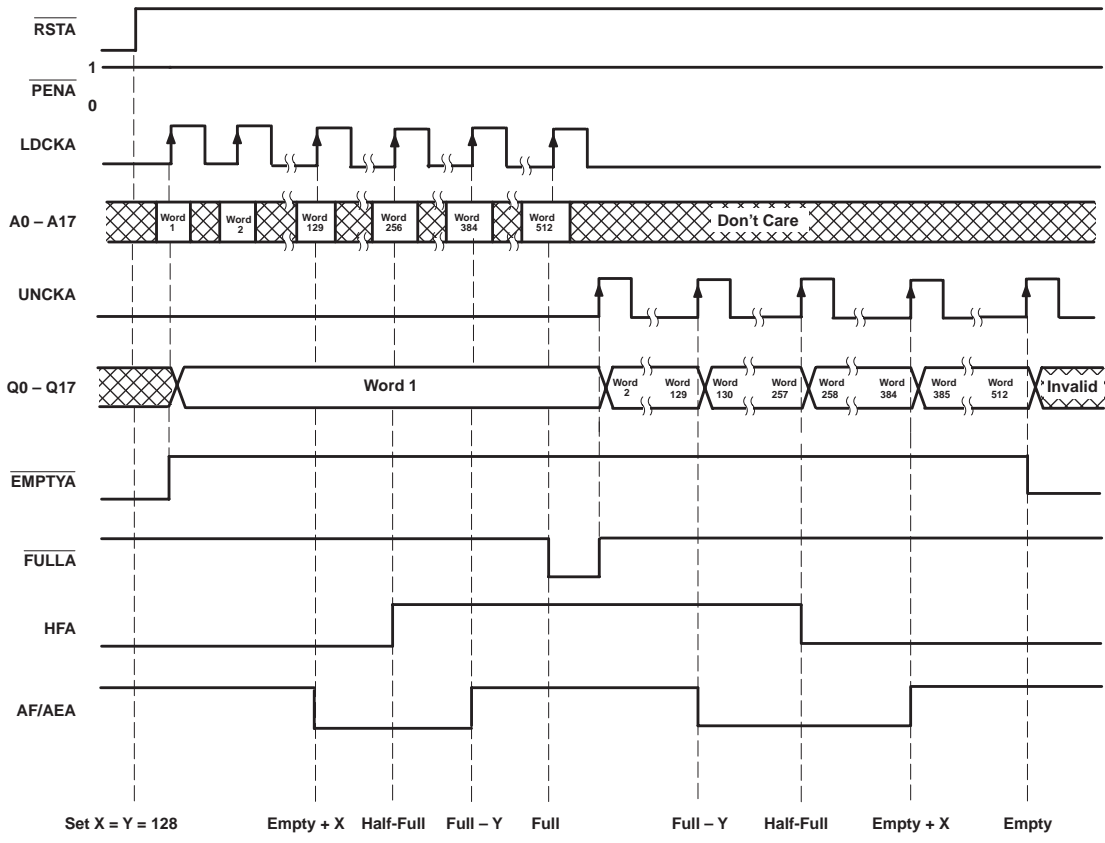 RSTA
1
PENA
0
LDCKA
A0 – A17
Word 1
Word 2
Word 129
Word 256
Word 384
Word 512
Don't Care
UNCKA
Q0 – Q17
Word 1
Word 2
Word 129
Word 130
Word 257
Word 258
Word 384
Word 385
Word 512
Invalid
EMPTYA
FULLA
HFA
AF/AEA
Set X = Y = 128
Empty + X
Half-Full
Full – Y
Full
Full – Y
Half-Full
Empty + X
Empty